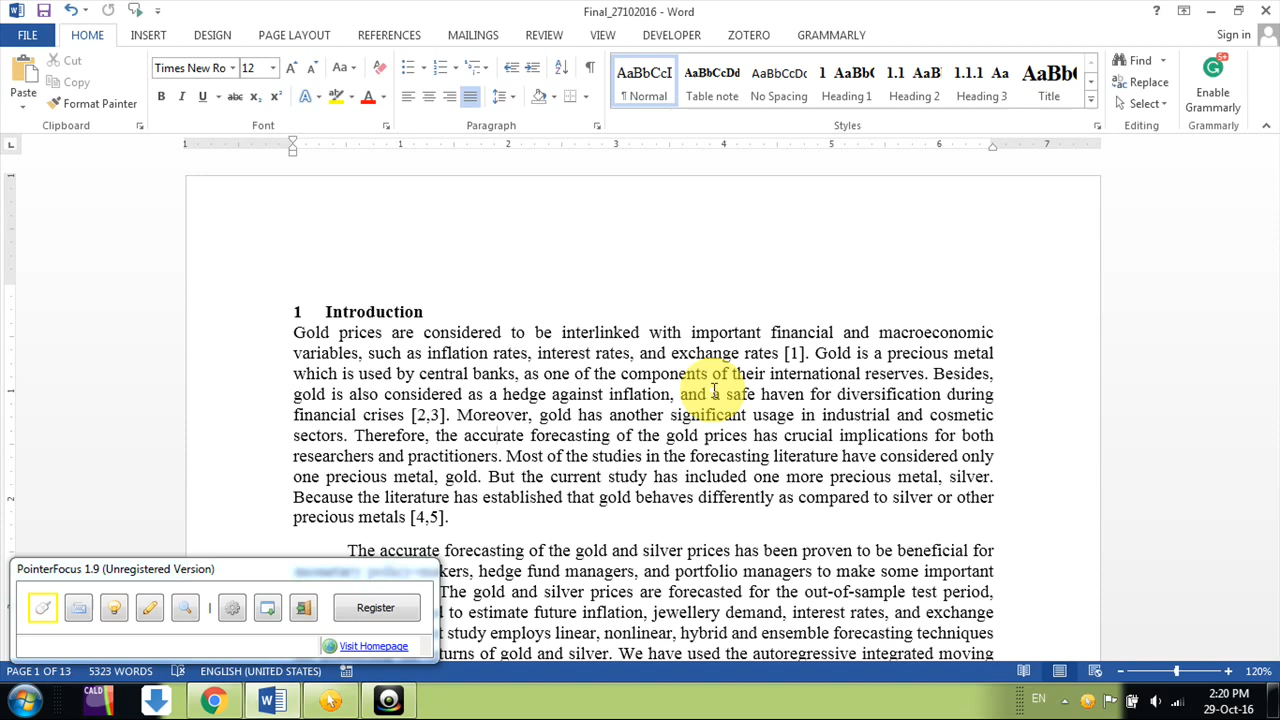 Final_27102016 - Word
FILE HOME INSERT DESIGN PAGE LAYOUT REFERENCES MAILINGS REVIEW VIEW DEVELOPER ZOTERO GRAMMARLY Sign in
Cut
Copy
Format Painter
Paste
Clipboard
Times New Ro 12
Font
Paragraph
AaBbCcI AaBbCcDd AaBbCcDc 1 AaBbC 1.1 AaB 1.1.1 Aa AaBbC
¶ Normal Table note No Spacing Heading 1 Heading 2 Heading 3 Title
Styles
Find
Replace
Select
Editing
Enable
Grammarly
Grammarly
1 1 2 3 4 5 6 7
1 Introduction
Gold prices are considered to be interlinked with important financial and macroeconomic
variables, such as inflation rates, interest rates, and exchange rates [1]. Gold is a precious metal
which is used by central banks, as one of the components of their international reserves. Besides,
gold is also considered as a hedge against inflation, and a safe haven for diversification during
financial crises [2,3]. Moreover, gold has another significant usage in industrial and cosmetic
sectors. Therefore, the accurate forecasting of the gold prices has crucial implications for both
researchers and practitioners. Most of the studies in the forecasting literature have considered only
one precious metal, gold. But the current study has included one more precious metal, silver.
Because the literature has established that gold behaves differently as compared to silver or other
precious metals [4,5].
The accurate forecasting of the gold and silver prices has been proven to be beneficial for
kers, hedge fund managers, and portfolio managers to make some important
The gold and silver prices are forecasted for the out-of-sample test period,
to estimate future inflation, jewellery demand, interest rates, and exchange
study employs linear, nonlinear, hybrid and ensemble forecasting techniques
turns of gold and silver. We have used the autoregressive integrated moving
PointerFocus 1.9 (Unregistered Version)
Register
Visit Homepage
PAGE 1 OF 13 5323 WORDS ENGLISH (UNITED STATES) 120%
CALD
EN
2:20 PM
29-Oct-16